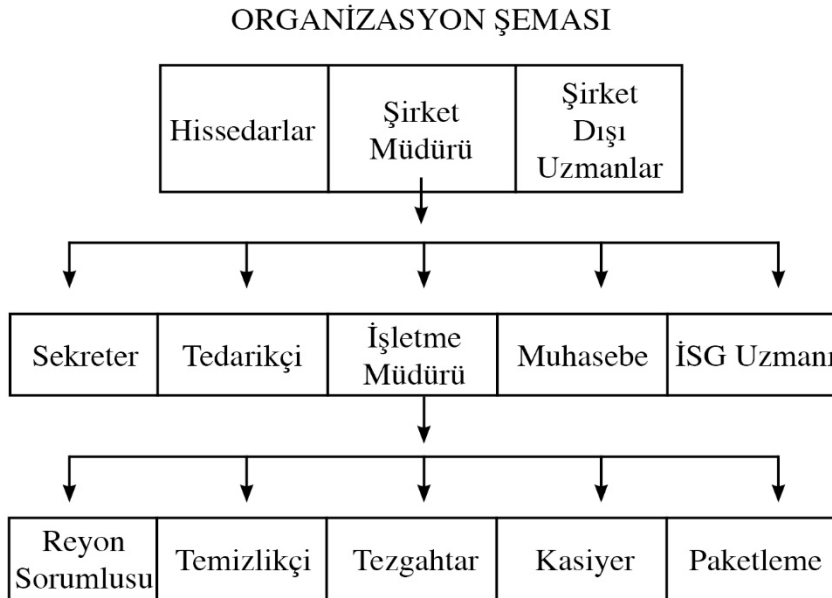 ORGANİZASYON ŞEMASI
Hissedarlar
Şirket
Müdürü
Şirket
Dışı
Uzmanlar
Sekreter
Tedarikçi
İşletme
Müdürü
Muhasebe
İSG Uzmanı
Reyon
Sorumlusu
Temizlikçi
Tezgahtar
Kasiyer
Paketleme